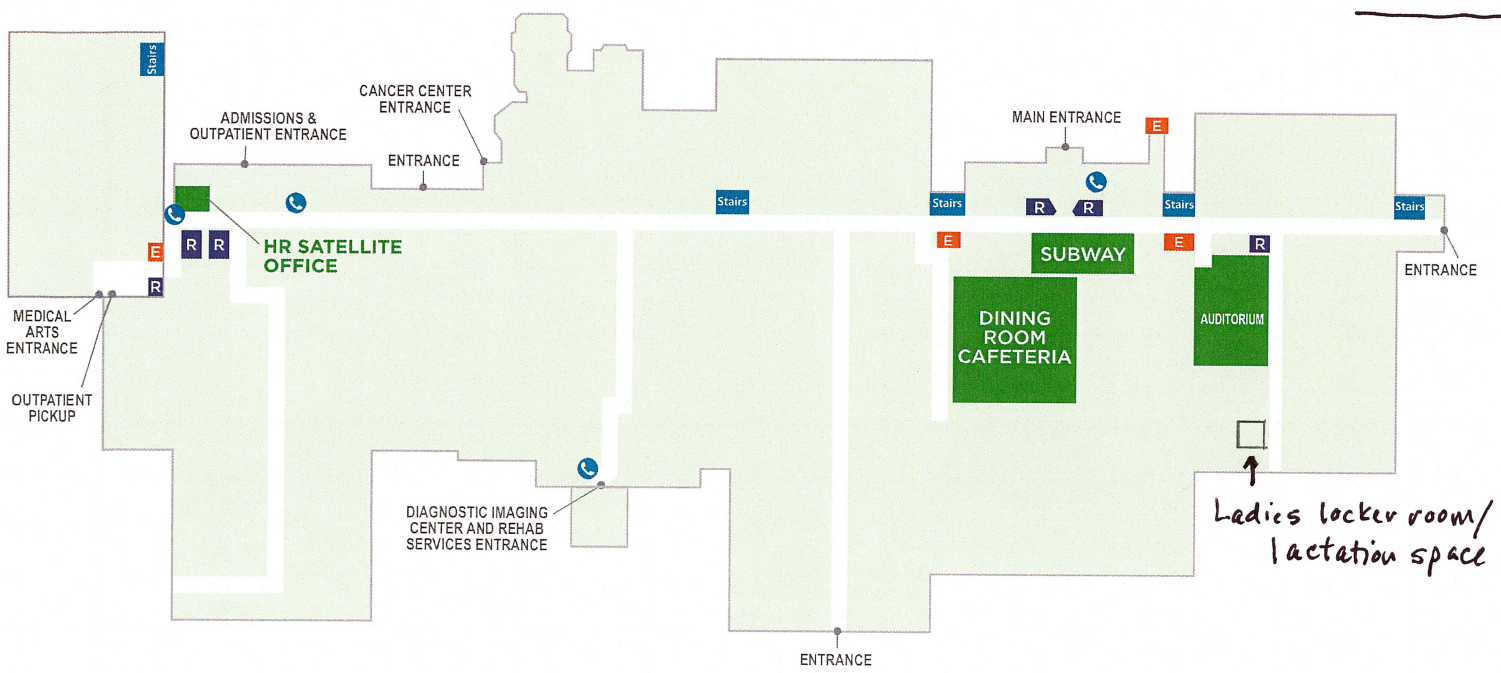 Stairs
CANCER CENTER
ENTRANCE
ADMISSIONS &
OUTPATIENT ENTRANCE
ENTRANCE
MAIN ENTRANCE
E
Stairs
Stairs
Stairs
Stairs
R
R
R
R
E
HR SATELLITE
OFFICE
E
SUBWAY
E
R
ENTRANCE
R
MEDICAL
ARTS
ENTRANCE
OUTPATIENT
PICKUP
DINING
ROOM
CAFETERIA
AUDITORIUM
DIAGNOSTIC IMAGING
CENTER AND REHAB
SERVICES ENTRANCE
Ladies locker room/
lactation space
ENTRANCE